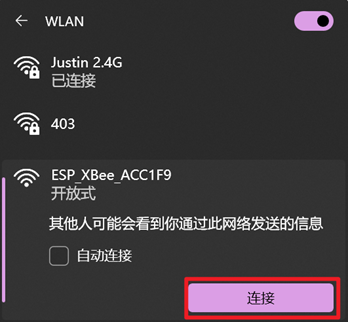 WLAN
Justin 2.4G
已连接
403
ESP_XBee_ACC1F9
开放式
其他人可能会看到你通过此网络发送的信息
自动连接
连接